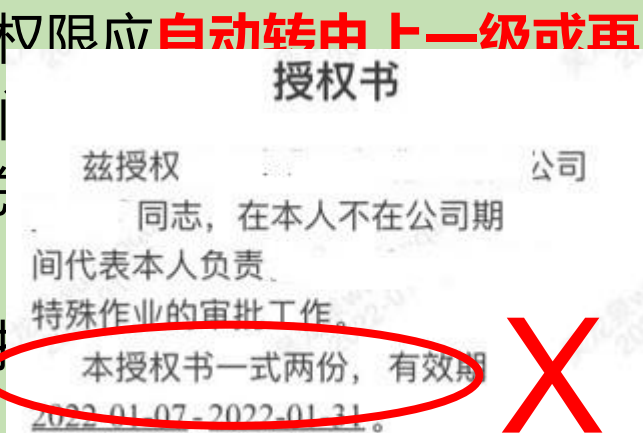 权限应自动转由上一级或再
授权书
兹授权 公司
同志，在本人不在公司期
间代表本人负责
特殊作业的审批工作。
本授权书一式两份，有效期
2022-01-07-2022-01-31。
X